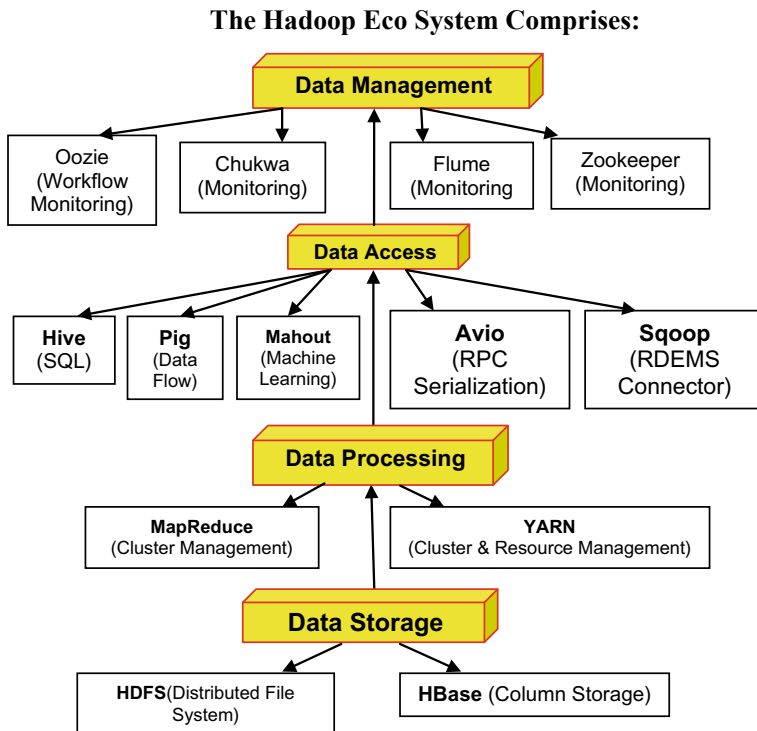 The Hadoop Eco System Comprises:
Data Management
Oozie
(Workflow
Monitoring)
Chukwa
(Monitoring)
Flume
(Monitoring
Zookeeper
(Monitoring)
Data Access
Hive
(SQL)
Pig
(Data
Flow)
Mahout
(Machine
Learning)
Avio
(RPC
Serialization)
Sqoop
(RDEMS
Connector)
Data Processing
MapReduce
(Cluster Management)
YARN
(Cluster & Resource Management)
Data Storage
HDFS(Distributed File
System)
HBase (Column Storage)